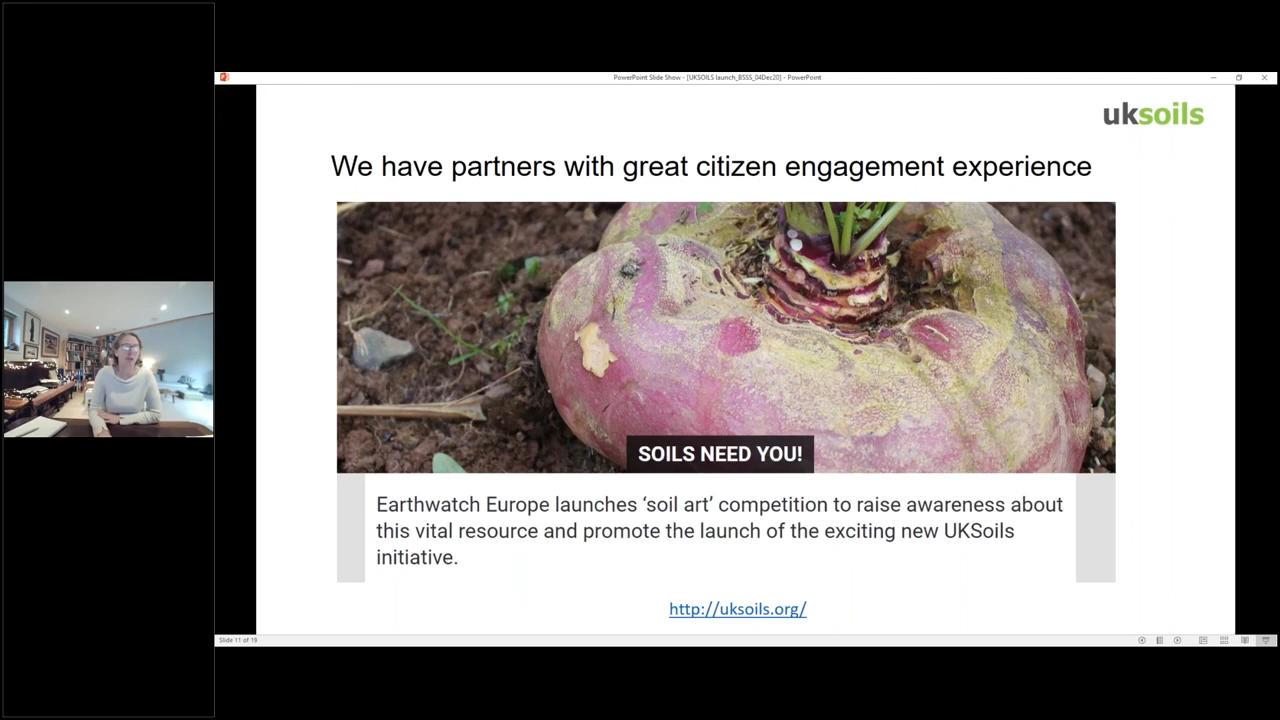 PowerPoint Slide Show - [UKSOILS launch_BSSS_04Dec20] - PowerPoint
uksoils
We have partners with great citizen engagement experience
SOILS NEED YOU!
Earthwatch Europe launches ‘soil art’ competition to raise awareness about
this vital resource and promote the launch of the exciting new UKSoils
initiative.
http://uksoils.org/
Slide 11 of 19